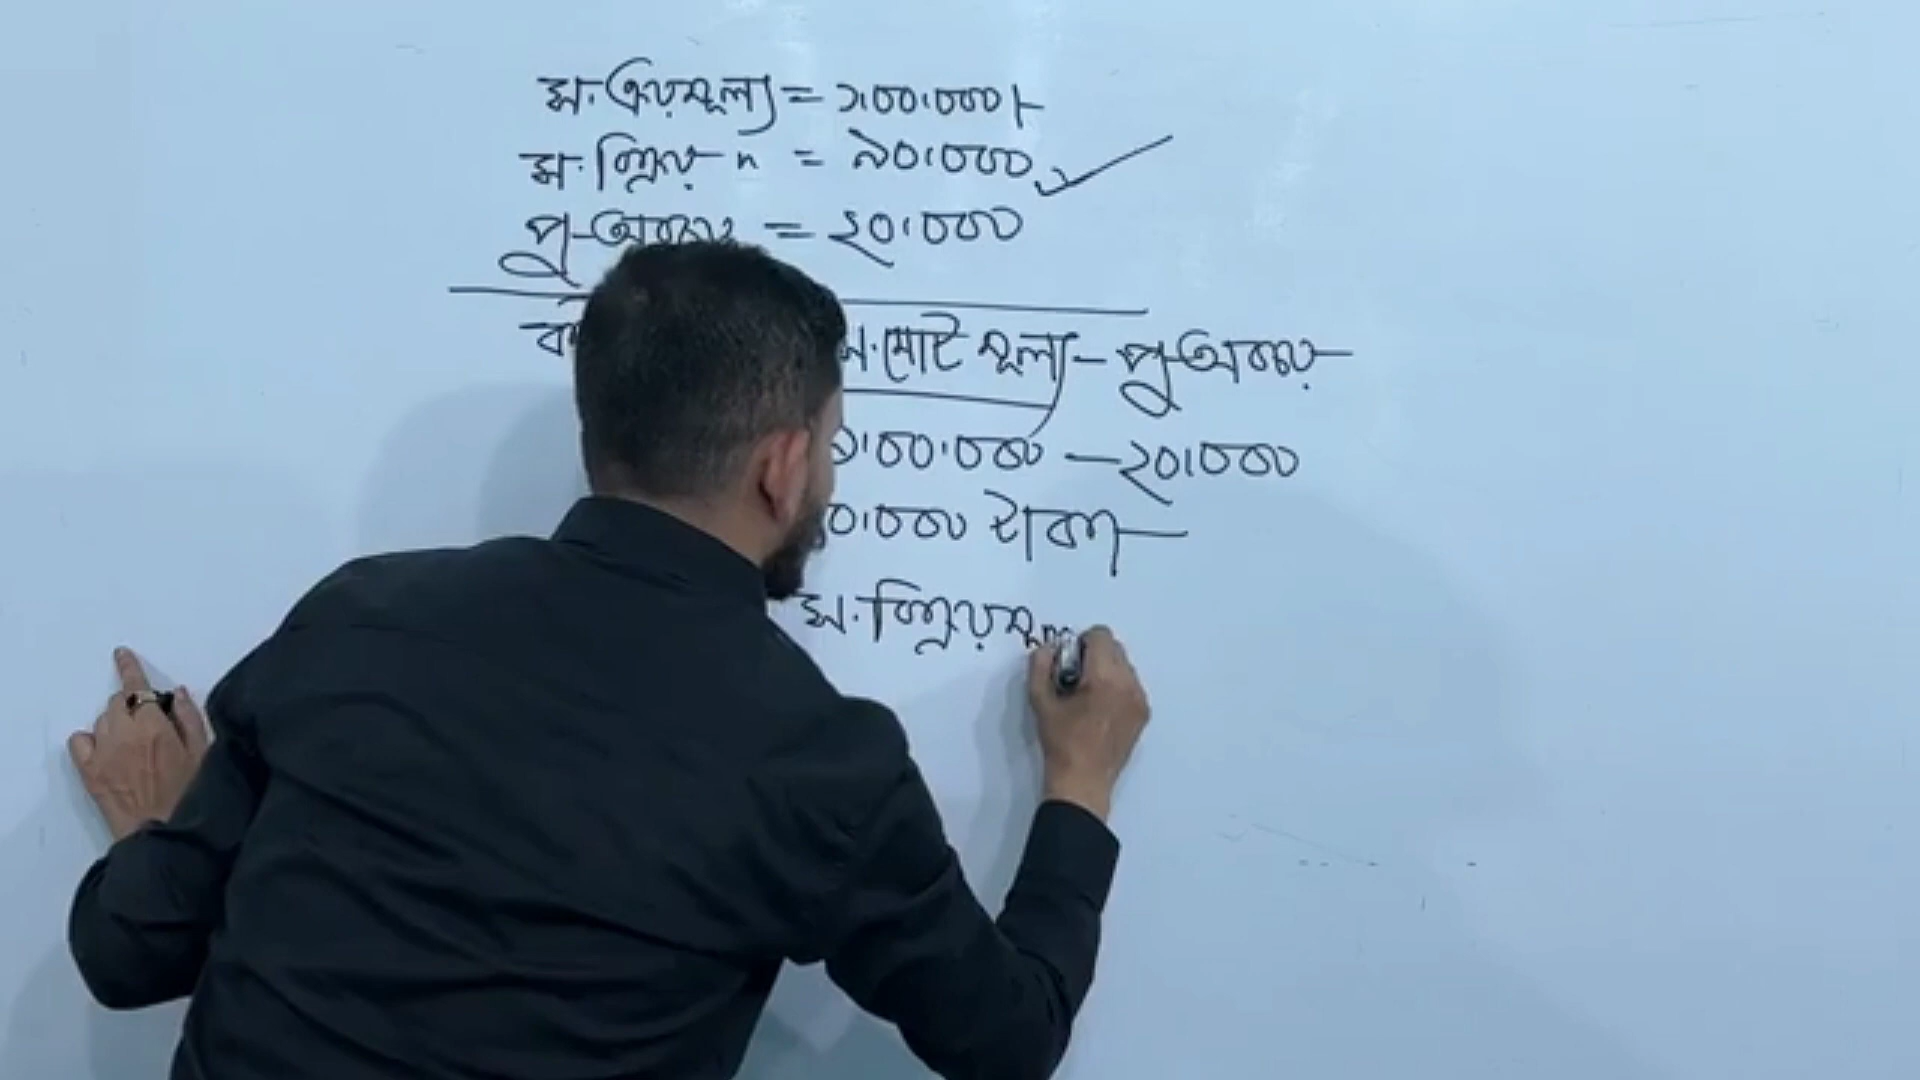 স. ক্রয়মূল্য = ১,০০,০০০/-
স. বিক্রয় " = ৯০,০০০
পু-অবচয় = ২০,০০০
স. মোট মূল্য - পু-অবচয়
১,০০,০০০ - ২০,০০০
০,০০০ টাকা
স. বিক্রয়মূ